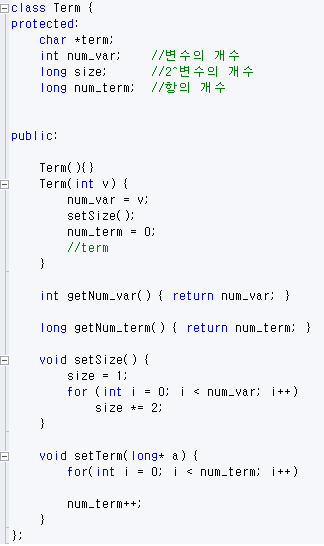 class Term {
protected:
    char *term;
    int num_var;    //변수의 개수
    long size;      //2^변수의 개수
    long num_term;  //항의 개수
public:
    Term(){}
    Term(int v) {
        num_var = v;
        setSize();
        num_term = 0;
        //term
    }
    int getNum_var() { return num_var; }
    long getNum_term() { return num_term; }
    void setSize() {
        size = 1;
        for (int i = 0; i < num_var; i++)
            size *= 2;
    }
    void setTerm(long* a) {
        for(int i = 0; i < num_term; i++)
        num_term++;
    }
};